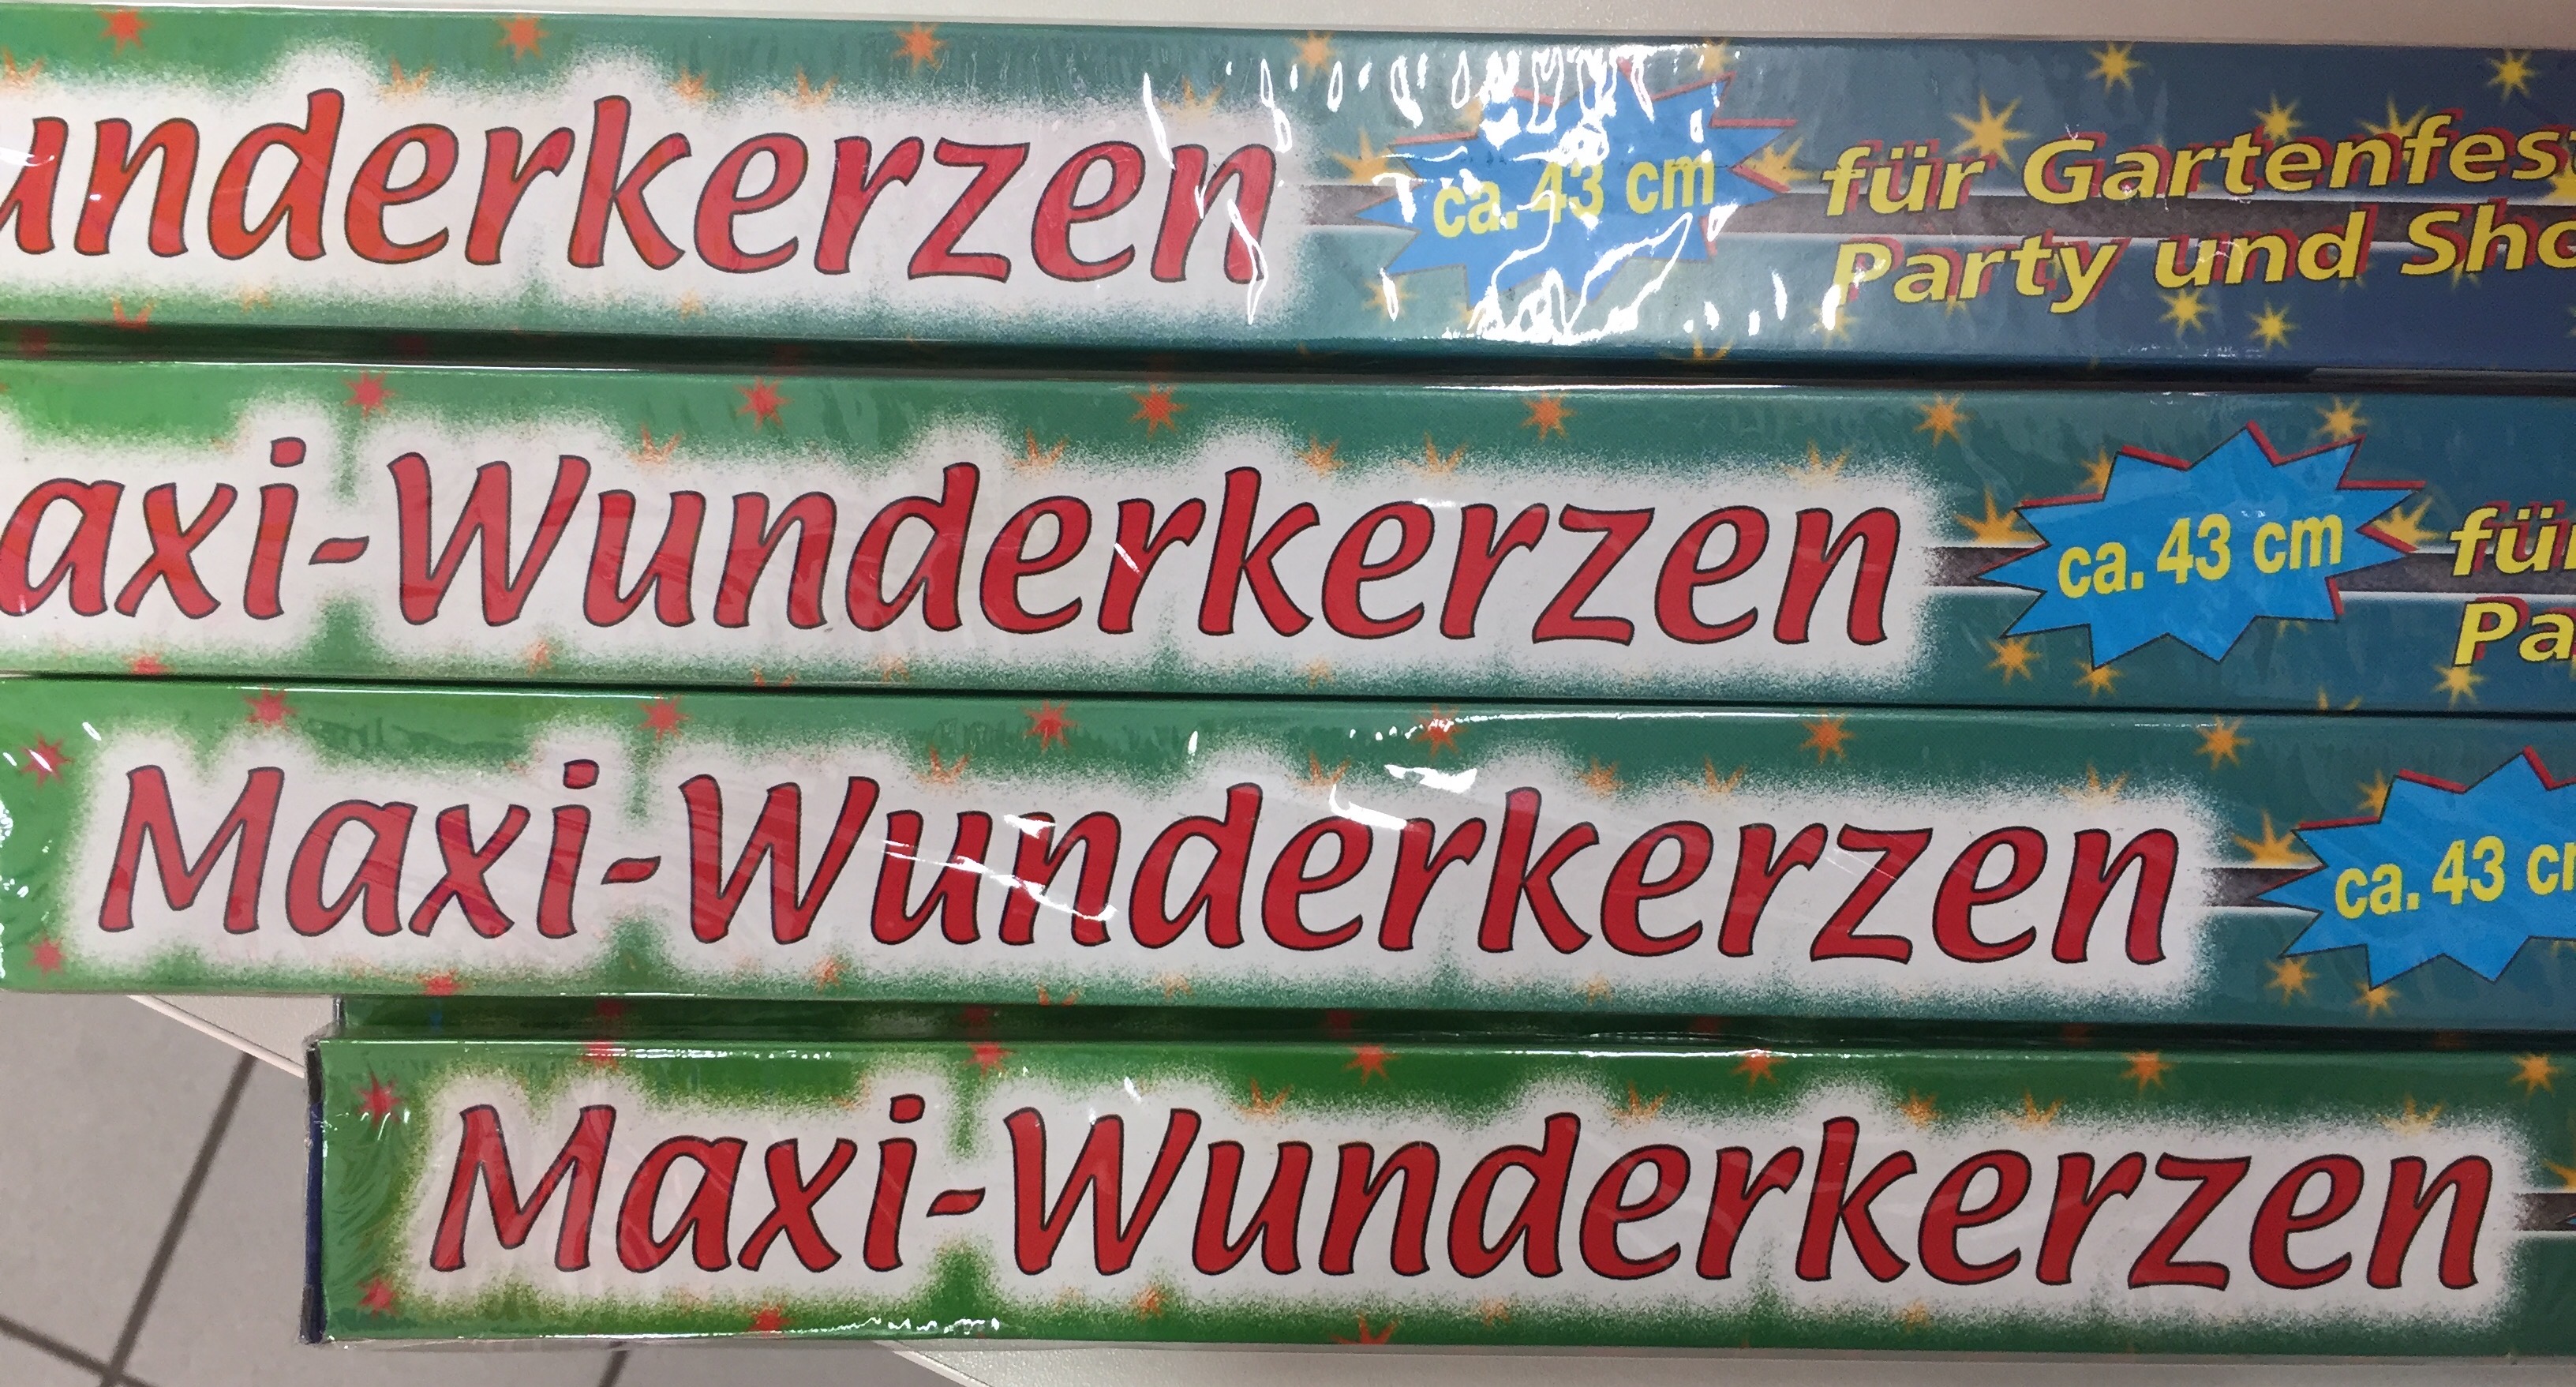 underkerzen
ca. 43 cm
für Gartenfes
Party und Sho
axi-Wunderkerzen
ca. 43 cm
für
Pa
Maxi-Wunderkerzen
ca. 43 c
Maxi-Wunderkerzen